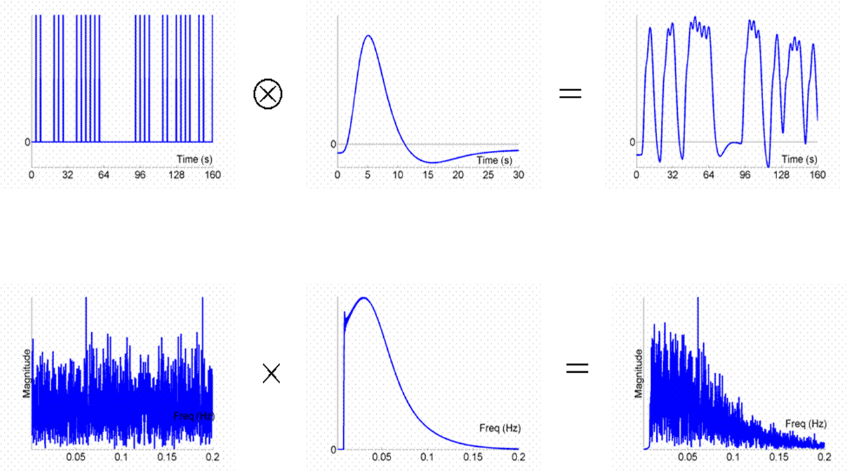 0
Time (s)
0 32 64 96 128 160
⊗
0
Time (s)
0 5 10 15 20 25 30
=
0
Time (s)
0 32 64 96 128 160
Magnitude
Freq (Hz)
0.05 0.1 0.15 0.2
×
0
Freq (Hz)
0.05 0.1 0.15 0.2
=
Magnitude
Freq (Hz)
0.05 0.1 0.15 0.2